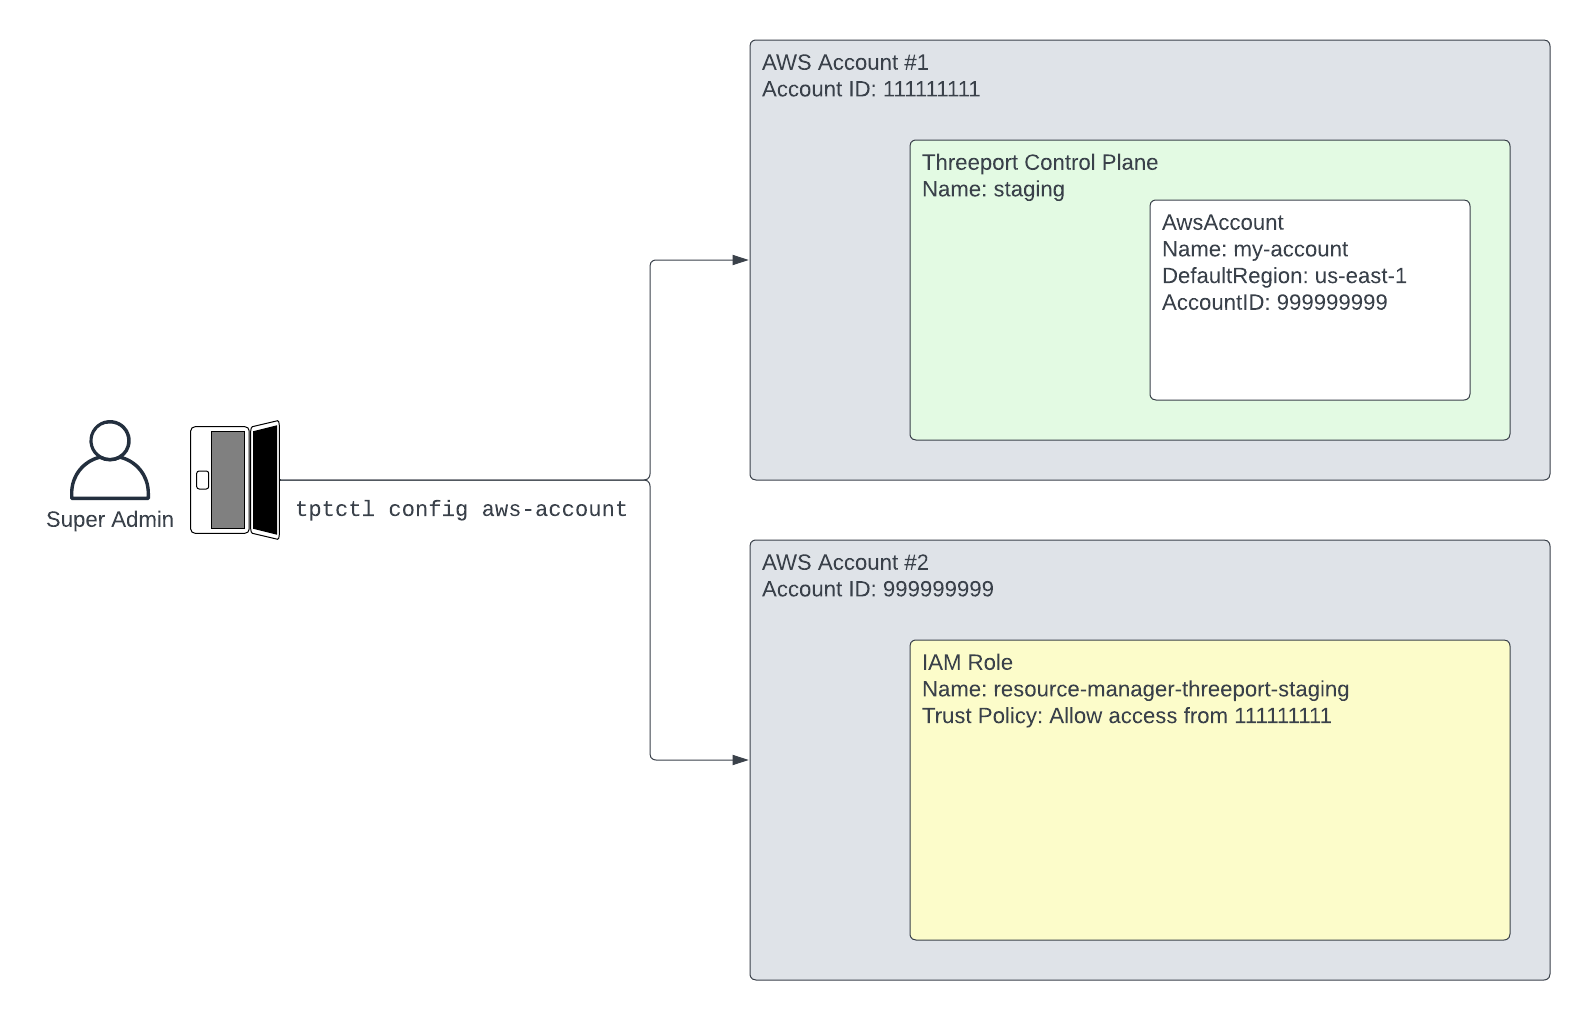 AWS Account #1
Account ID: 111111111
Threeport Control Plane
Name: staging
AwsAccount
Name: my-account
DefaultRegion: us-east-1
AccountID: 999999999
Super Admin
tptctl config aws-account
AWS Account #2
Account ID: 999999999
IAM Role
Name: resource-manager-threeport-staging
Trust Policy: Allow access from 111111111